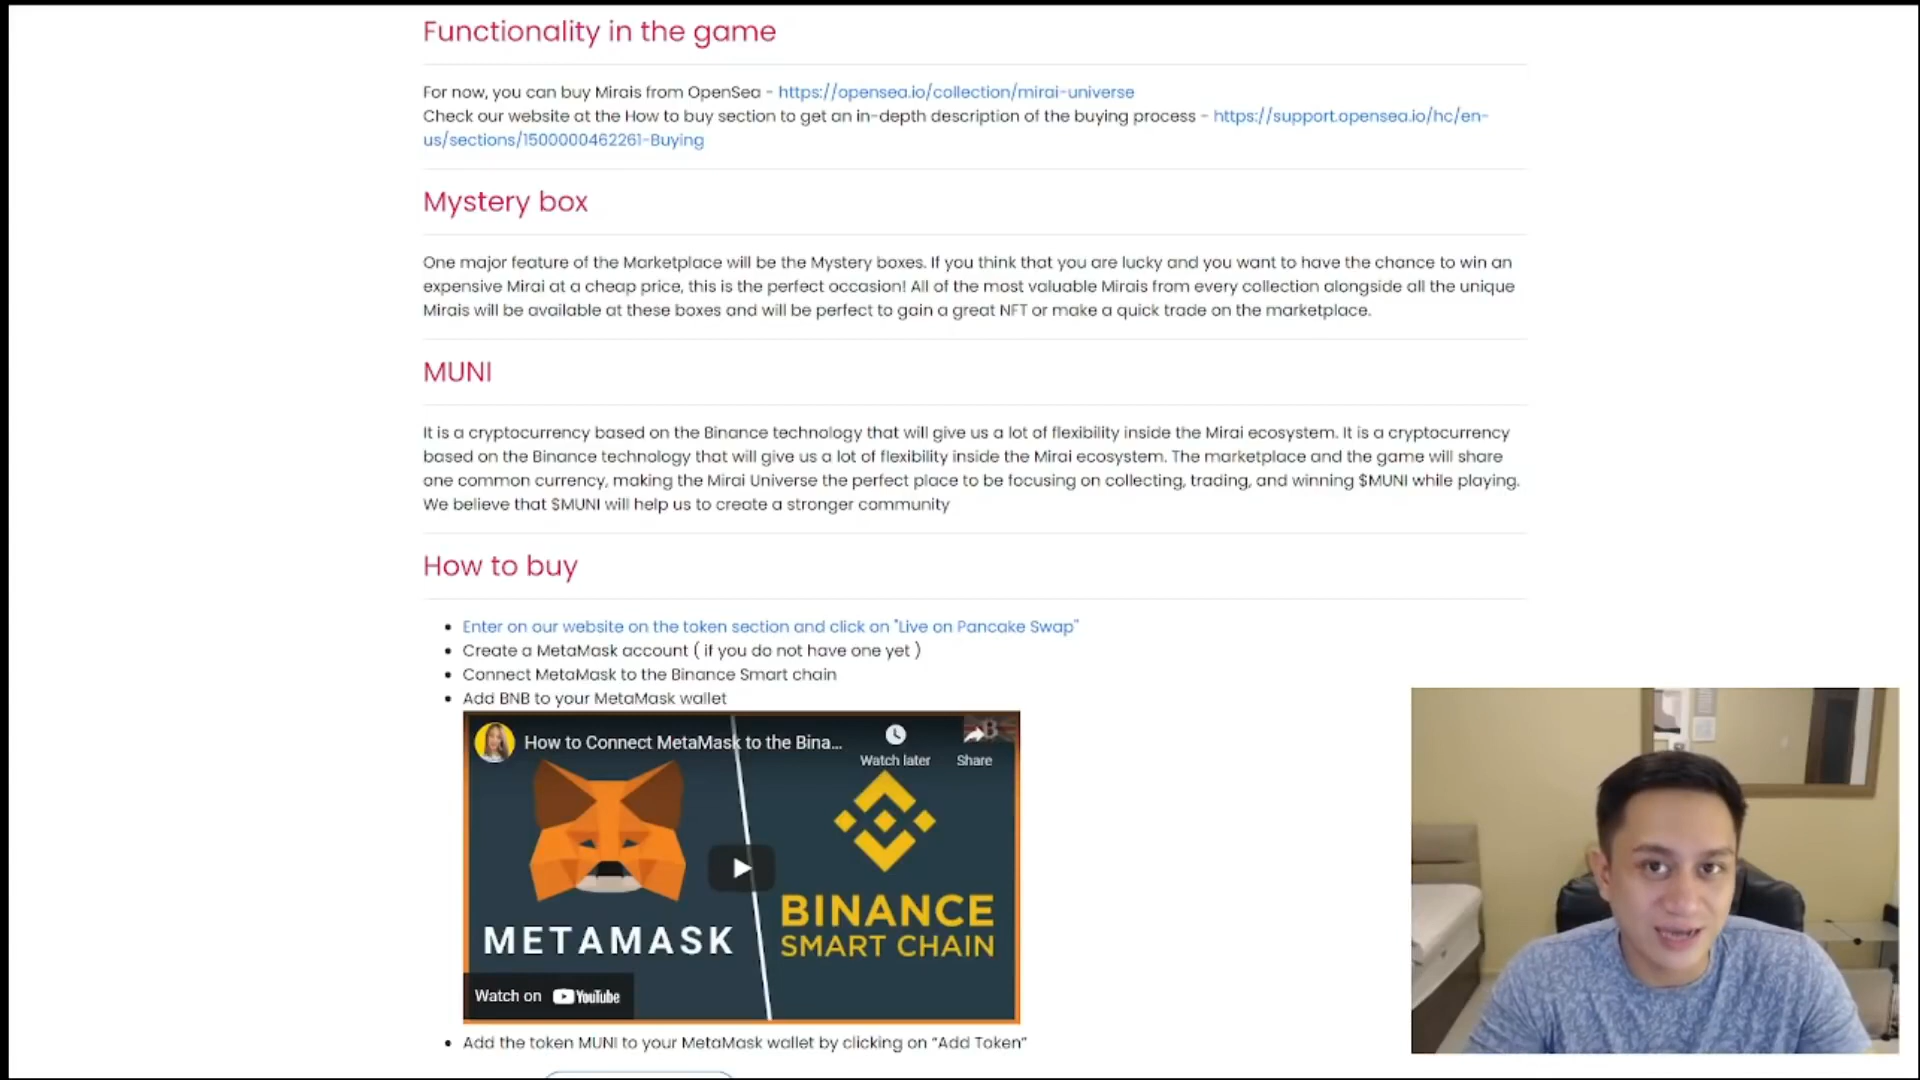 Functionality in the game
For now, you can buy Mirais from OpenSea - https://opensea.io/collection/mirai-universe
Check our website at the How to buy section to get an in-depth description of the buying process - https://support.opensea.io/hc/en-
us/sections/1500000462261-Buying
Mystery box
One major feature of the Marketplace will be the Mystery boxes. If you think that you are lucky and you want to have the chance to win an
expensive Mirai at a cheap price, this is the perfect occasion! All of the most valuable Mirais from every collection alongside all the unique
Mirais will be available at these boxes and will be perfect to gain a great NFT or make a quick trade on the marketplace.
MUNI
It is a cryptocurrency based on the Binance technology that will give us a lot of flexibility inside the Mirai ecosystem. It is a cryptocurrency
based on the Binance technology that will give us a lot of flexibility inside the Mirai ecosystem. The marketplace and the game will share
one common currency, making the Mirai Universe the perfect place to be focusing on collecting, trading, and winning $MUNI while playing.
We believe that $MUNI will help us to create a stronger community
How to buy
• Enter on our website on the token section and click on "Live on Pancake Swap"
• Create a MetaMask account ( if you do not have one yet )
• Connect MetaMask to the Binance Smart chain
• Add BNB to your MetaMask wallet
How to Connect MetaMask to the Bina...
Watch later
Share
METAMASK
BINANCE
SMART CHAIN
Watch on YouTube
• Add the token MUNI to your MetaMask wallet by clicking on “Add Token”